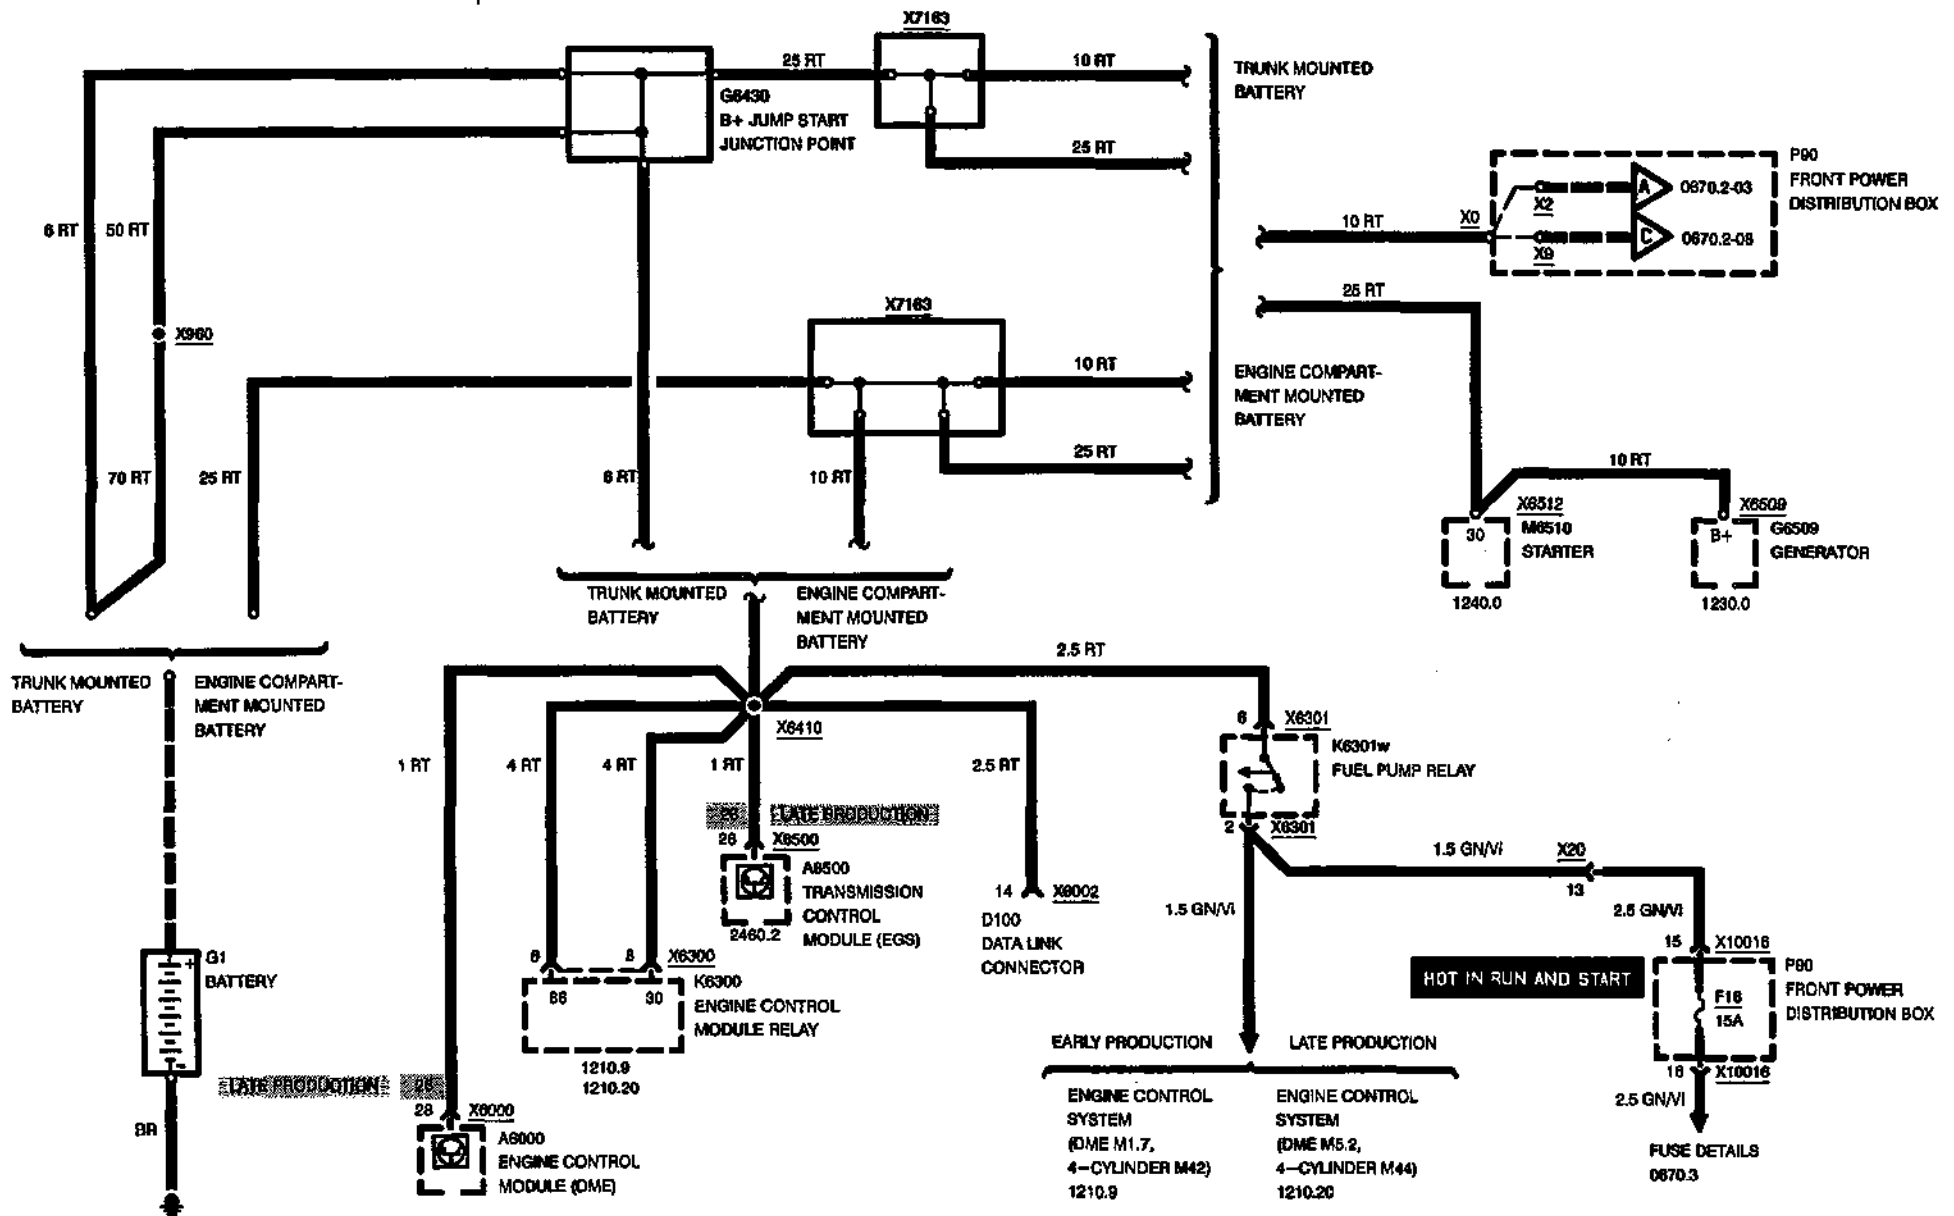 X7163
25 RT
10 RT
G6430
B+ JUMP START
JUNCTION POINT
25 RT
TRUNK MOUNTED
BATTERY
P90
FRONT POWER
DISTRIBUTION BOX
A
0670.2-03
X2
10 RT
X0
C
0670.2-08
X9
6 RT
50 RT
25 RT
X7163
X960
10 RT
ENGINE COMPART-
MENT MOUNTED
BATTERY
25 RT
70 RT
25 RT
6 RT
10 RT
10 RT
X6512
M6510
STARTER
30
1240.0
X6509
G6509
GENERATOR
B+
1230.0
TRUNK MOUNTED
BATTERY
ENGINE COMPART-
MENT MOUNTED
BATTERY
TRUNK MOUNTED
BATTERY
ENGINE COMPART-
MENT MOUNTED
BATTERY
2.5 RT
X6410
6
X6301
K6301w
FUEL PUMP RELAY
2
X6301
1 RT
4 RT
4 RT
1 RT
2.5 RT
26
LATE PRODUCTION
26
X8500
A8500
TRANSMISSION
CONTROL
MODULE (EGS)
2460.2
14
X6002
D100
DATA LINK
CONNECTOR
1.5 GN/VI
X20
13
1.5 GN/VI
2.5 GN/VI
15
X10016
HOT IN RUN AND START
F18
15A
P90
FRONT POWER
DISTRIBUTION BOX
16
X10016
2.5 GN/VI
FUSE DETAILS
0670.3
G1
BATTERY
+
-
BR
6
8
X6300
K6300
ENGINE CONTROL
MODULE RELAY
86
30
1210.9
1210.20
LATE PRODUCTION
26
28
X6000
A6000
ENGINE CONTROL
MODULE (DME)
EARLY PRODUCTION
LATE PRODUCTION
ENGINE CONTROL
SYSTEM
(DME M1.7,
4-CYLINDER M42)
1210.9
ENGINE CONTROL
SYSTEM
(DME M5.2,
4-CYLINDER M44)
1210.20